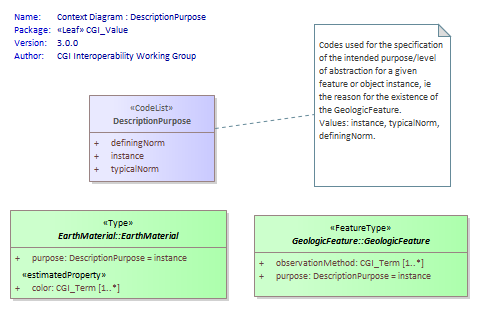 Name: Context Diagram : DescriptionPurpose
Package: «Leaf» CGI_Value
Version: 3.0.0
Author: CGI Interoperability Working Group
Codes used for the specification
of the intended purpose/level
of abstraction for a given
feature or object instance, ie
the reason for the existence of
the GeologicFeature.
Values: instance, typicalNorm,
definingNorm.
«CodeList»
DescriptionPurpose
+ definingNorm
+ instance
+ typicalNorm
«Type»
EarthMaterial::EarthMaterial
+ purpose: DescriptionPurpose = instance
«estimatedProperty»
+ color: CGI_Term [1..*]
«FeatureType»
GeologicFeature::GeologicFeature
+ observationMethod: CGI_Term [1..*]
+ purpose: DescriptionPurpose = instance